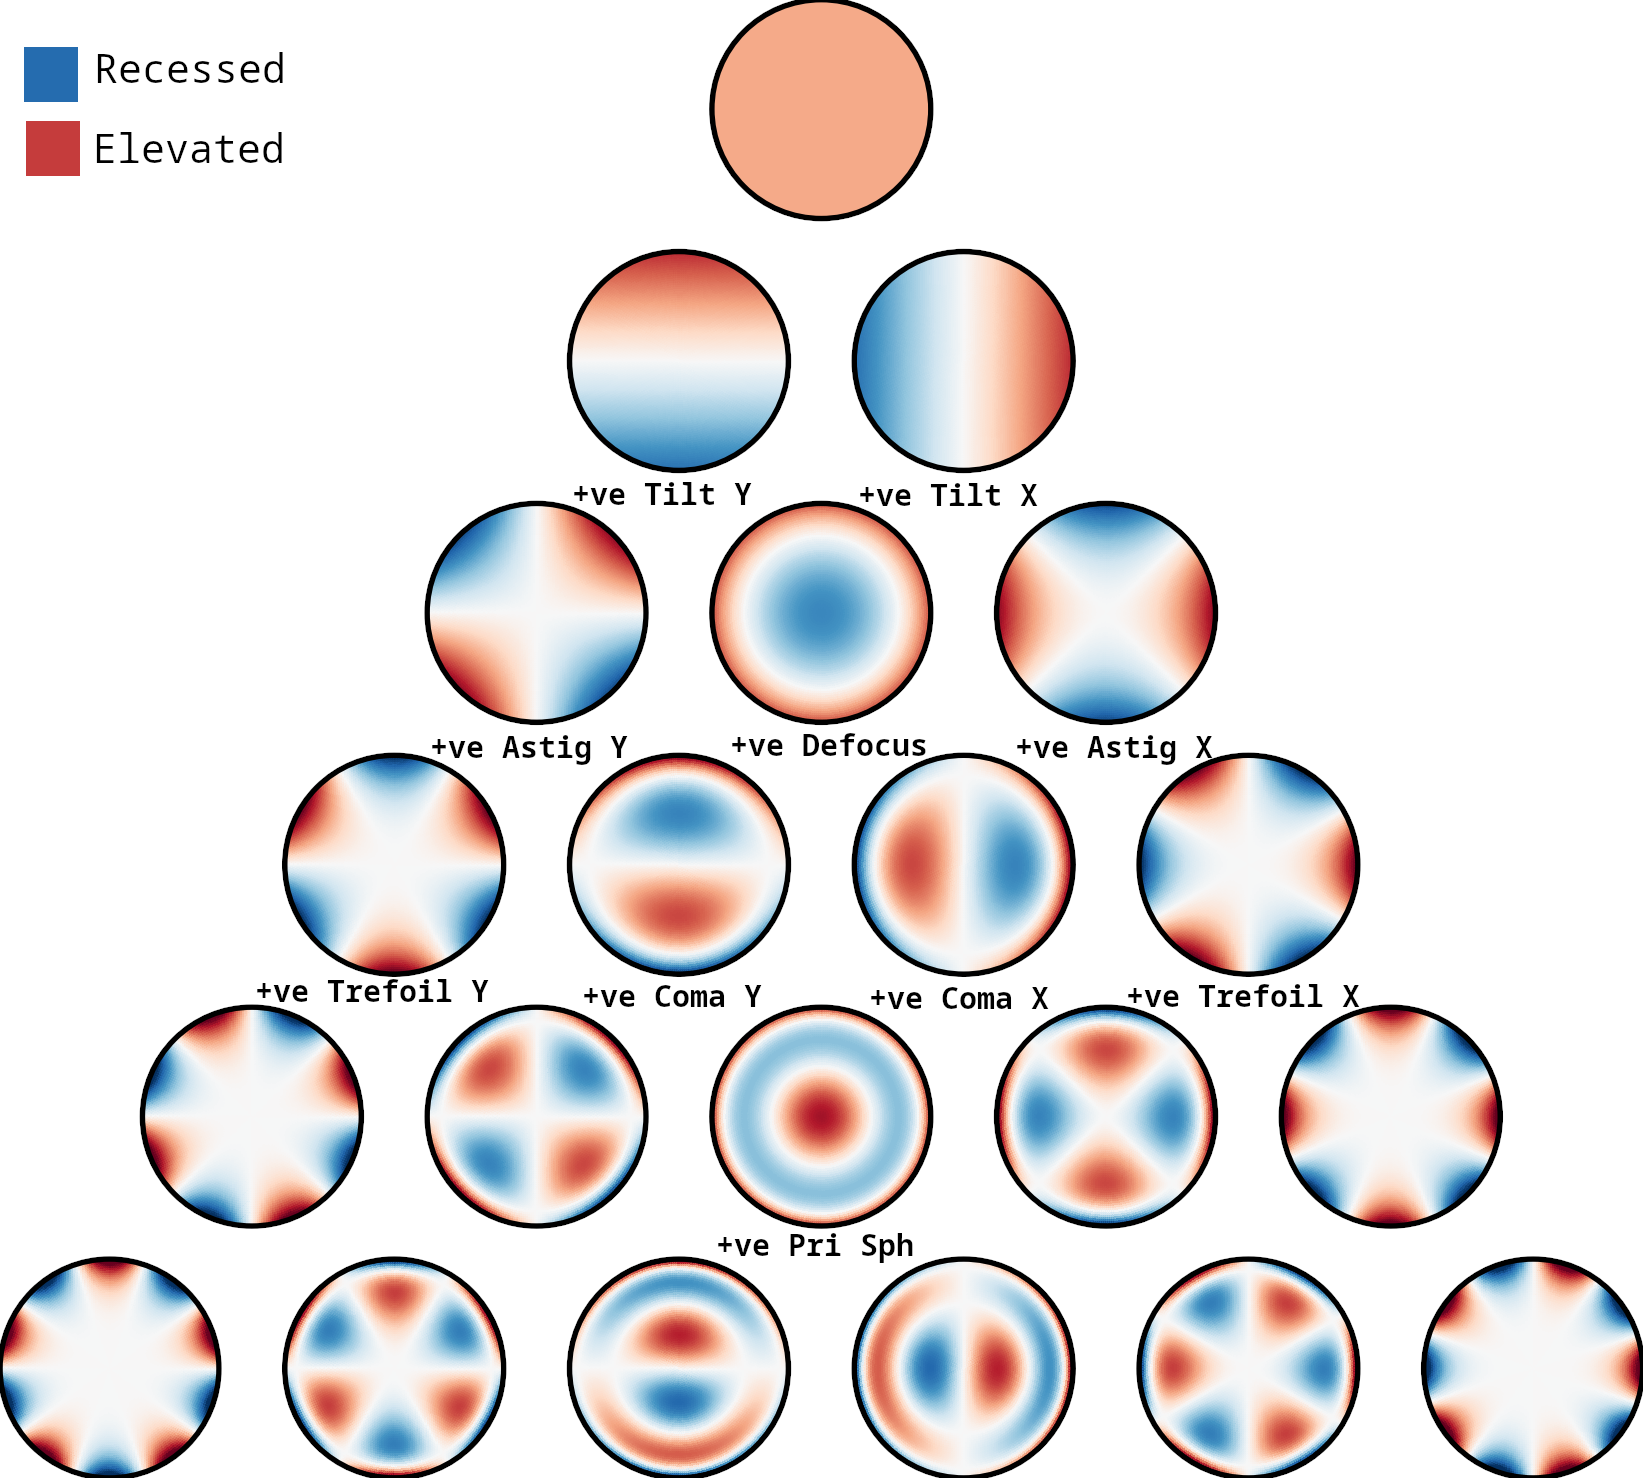 Recessed
Elevated
+ve Tilt Y
+ve Tilt X
+ve Astig Y
+ve Defocus
+ve Astig X
+ve Trefoil Y
+ve Coma Y
+ve Coma X
+ve Trefoil X
+ve Pri Sph